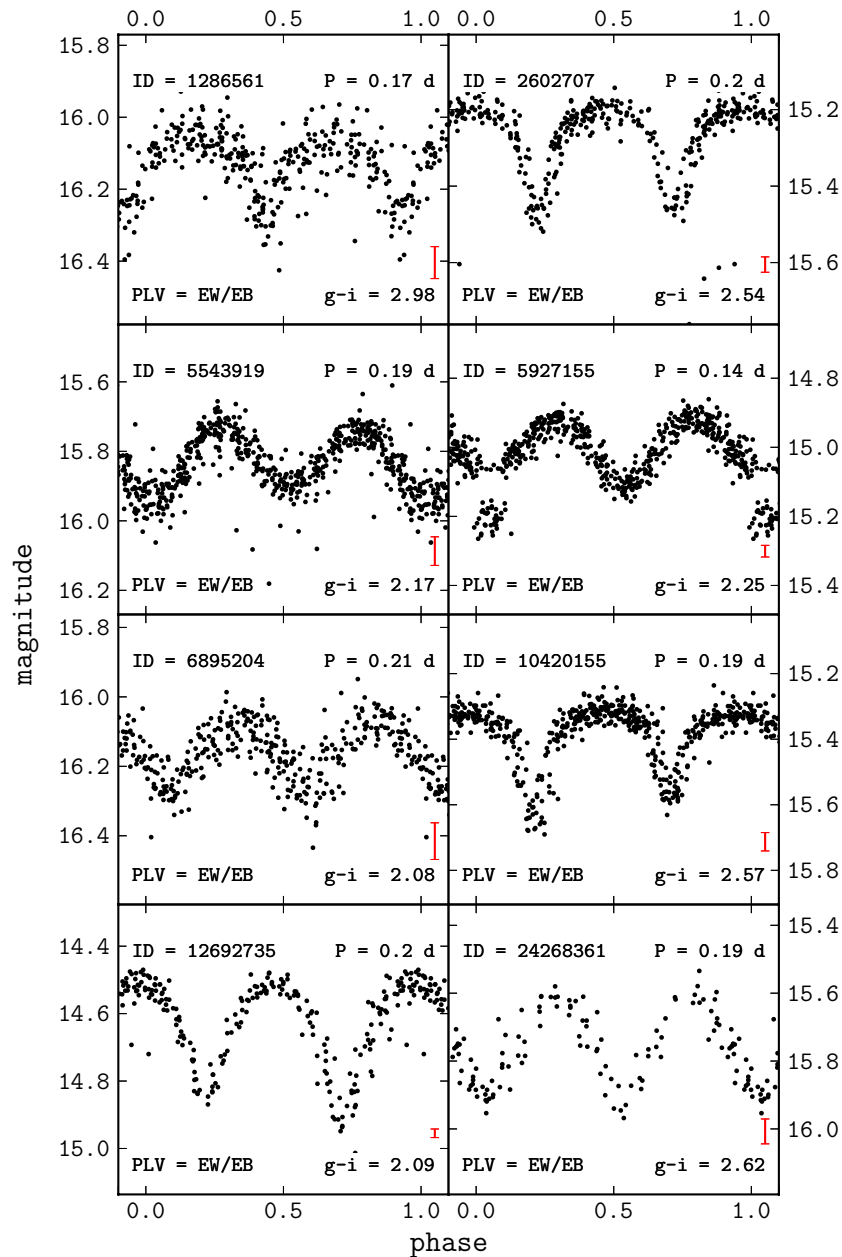 0.0 0.5 1.0 0.0 0.5 1.0
15.8
ID = 1286561 P = 0.17 d ID = 2602707 P = 0.2 d
16.0 15.2
16.2 15.4
16.4 15.6
PLV = EW/EB g-i = 2.98 PLV = EW/EB g-i = 2.54
ID = 5543919 P = 0.19 d ID = 5927155 P = 0.14 d
15.6 14.8
15.8 15.0
16.0 15.2
PLV = EW/EB g-i = 2.17 PLV = EW/EB g-i = 2.25
16.2 15.4
magnitude
15.8
ID = 6895204 P = 0.21 d ID = 10420155 P = 0.19 d
16.0 15.2
16.2 15.4
16.4 15.6
PLV = EW/EB g-i = 2.08 PLV = EW/EB g-i = 2.57
15.8
15.4
14.4
ID = 12692735 P = 0.2 d ID = 24268361 P = 0.19 d
14.6 15.6
14.8 15.8
15.0 16.0
PLV = EW/EB g-i = 2.09 PLV = EW/EB g-i = 2.62
0.0 0.5 1.0 0.0 0.5 1.0
phase